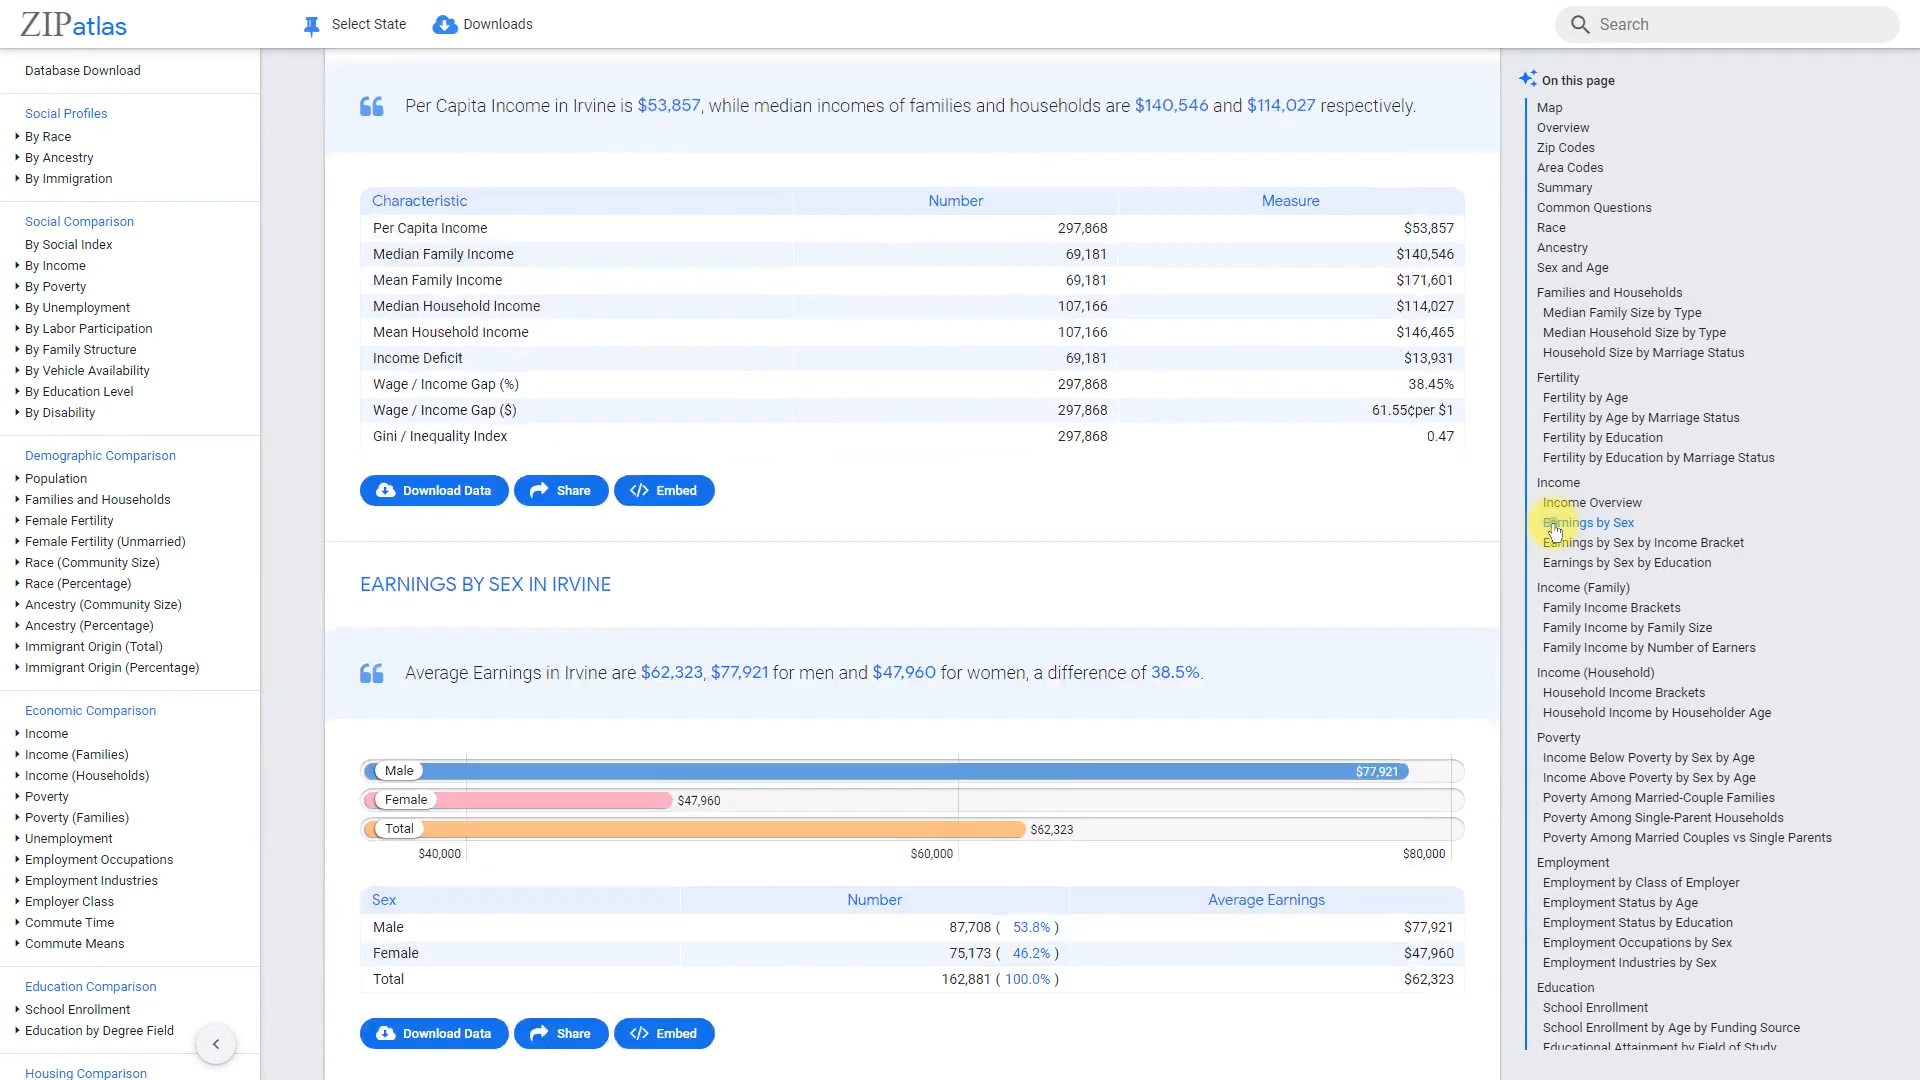 ZIPatlas
Select State
Downloads
Search
Database Download
Social Profiles
By Race
By Ancestry
By Immigration
Social Comparison
By Social Index
By Income
By Poverty
By Unemployment
By Labor Participation
By Family Structure
By Vehicle Availability
By Education Level
By Disability
Demographic Comparison
Population
Families and Households
Female Fertility
Female Fertility (Unmarried)
Race (Community Size)
Race (Percentage)
Ancestry (Community Size)
Ancestry (Percentage)
Immigrant Origin (Total)
Immigrant Origin (Percentage)
Economic Comparison
Income
Income (Families)
Income (Households)
Poverty
Poverty (Families)
Unemployment
Employment Occupations
Employment Industries
Employer Class
Commute Time
Commute Means
Education Comparison
School Enrollment
Education by Degree Field
Housing Comparison
Per Capita Income in Irvine is $53,857, while median incomes of families and households are $140,546 and $114,027 respectively.
Characteristic Number Measure
Per Capita Income 297,868 $53,857
Median Family Income 69,181 $140,546
Mean Family Income 69,181 $171,601
Median Household Income 107,166 $114,027
Mean Household Income 107,166 $146,465
Income Deficit 69,181 $13,931
Wage / Income Gap (%) 297,868 38.45%
Wage / Income Gap ($) 297,868 61.55¢per $1
Gini / Inequality Index 297,868 0.47
Download Data Share Embed
EARNINGS BY SEX IN IRVINE
Average Earnings in Irvine are $62,323, $77,921 for men and $47,960 for women, a difference of 38.5%.
Male $77,921
Female $47,960
Total $62,323
$40,000 $60,000 $80,000
Sex Number Average Earnings
Male 87,708 ( 53.8% ) $77,921
Female 75,173 ( 46.2% ) $47,960
Total 162,881 ( 100.0% ) $62,323
Download Data Share Embed
On this page
Map
Overview
Zip Codes
Area Codes
Summary
Common Questions
Race
Ancestry
Sex and Age
Families and Households
Median Family Size by Type
Median Household Size by Type
Household Size by Marriage Status
Fertility
Fertility by Age
Fertility by Age by Marriage Status
Fertility by Education
Fertility by Education by Marriage Status
Income
Income Overview
Earnings by Sex
Earnings by Sex by Income Bracket
Earnings by Sex by Education
Income (Family)
Family Income Brackets
Family Income by Family Size
Family Income by Number of Earners
Income (Household)
Household Income Brackets
Household Income by Householder Age
Poverty
Income Below Poverty by Sex by Age
Income Above Poverty by Sex by Age
Poverty Among Married-Couple Families
Poverty Among Single-Parent Households
Poverty Among Married Couples vs Single Parents
Employment
Employment by Class of Employer
Employment Status by Age
Employment Status by Education
Employment Occupations by Sex
Employment Industries by Sex
Education
School Enrollment
School Enrollment by Age by Funding Source
Educational Attainment by Field of Study